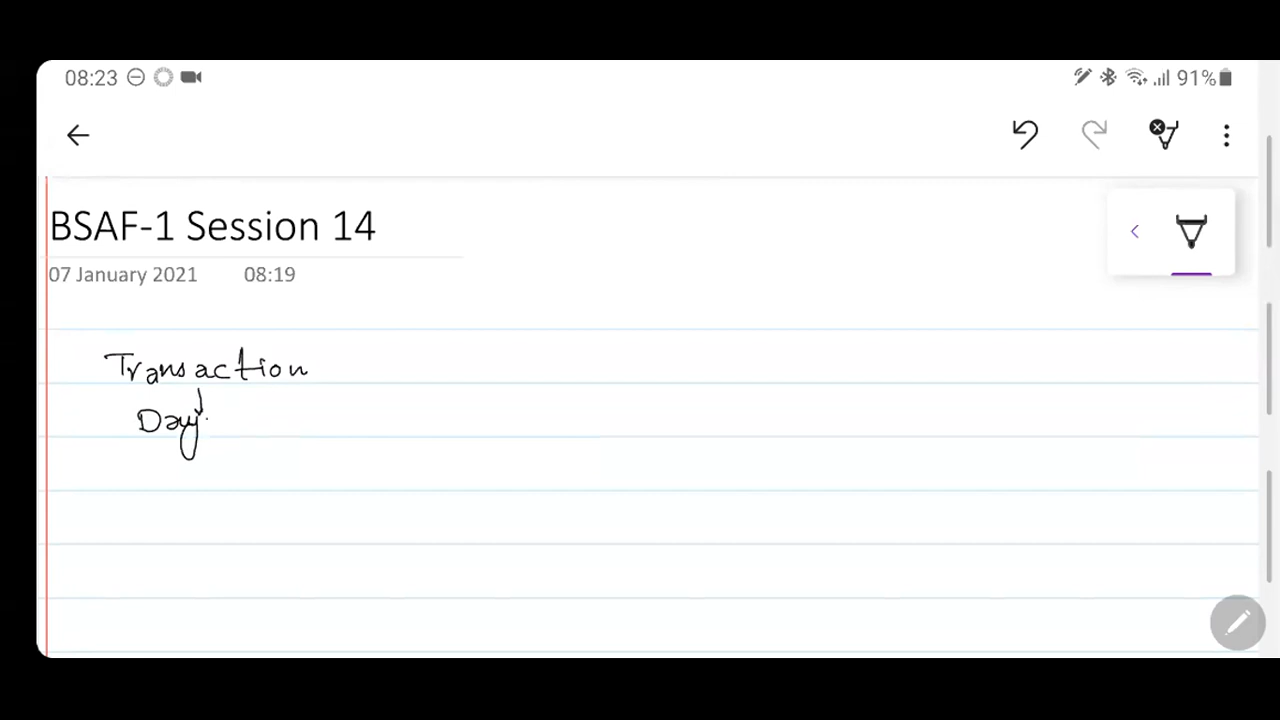 08:23 91%
BSAF-1 Session 14
07 January 2021 08:19
Transaction
Day